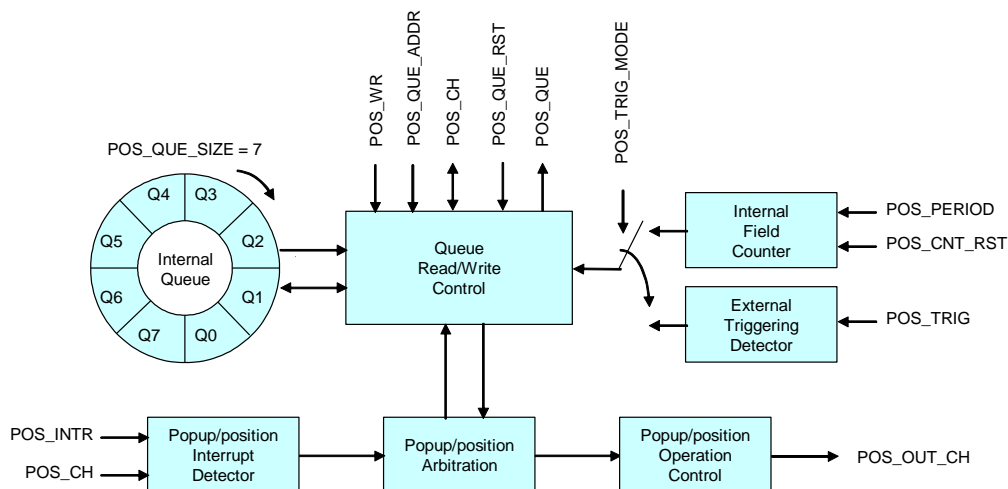 POS_WR
POS_QUE_ADDR
POS_CH
POS_QUE_RST
POS_QUE
POS_TRIG_MODE
POS_QUE_SIZE = 7
Q4
Q3
Q5
Q2
Q6
Q1
Q7
Q0
Internal
Queue
Queue
Read/Write
Control
Internal
Field
Counter
POS_PERIOD
POS_CNT_RST
External
Triggering
Detector
POS_TRIG
POS_INTR
POS_CH
Popup/position
Interrupt
Detector
Popup/position
Arbitration
Popup/position
Operation
Control
POS_OUT_CH